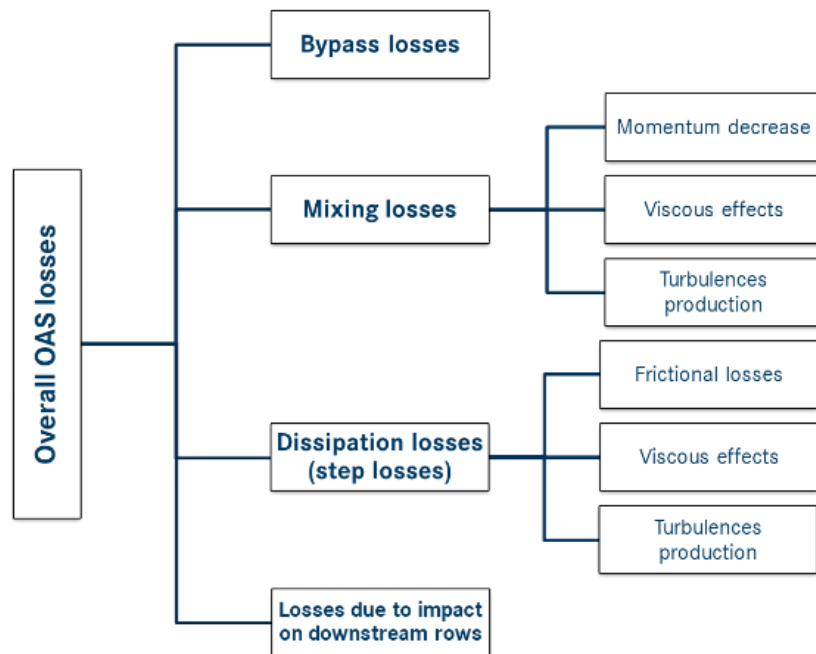 Overall OAS losses
Bypass losses
Mixing losses
Momentum decrease
Viscous effects
Turbulences
production
Dissipation losses
(step losses)
Frictional losses
Viscous effects
Turbulences
production
Losses due to impact
on downstream rows